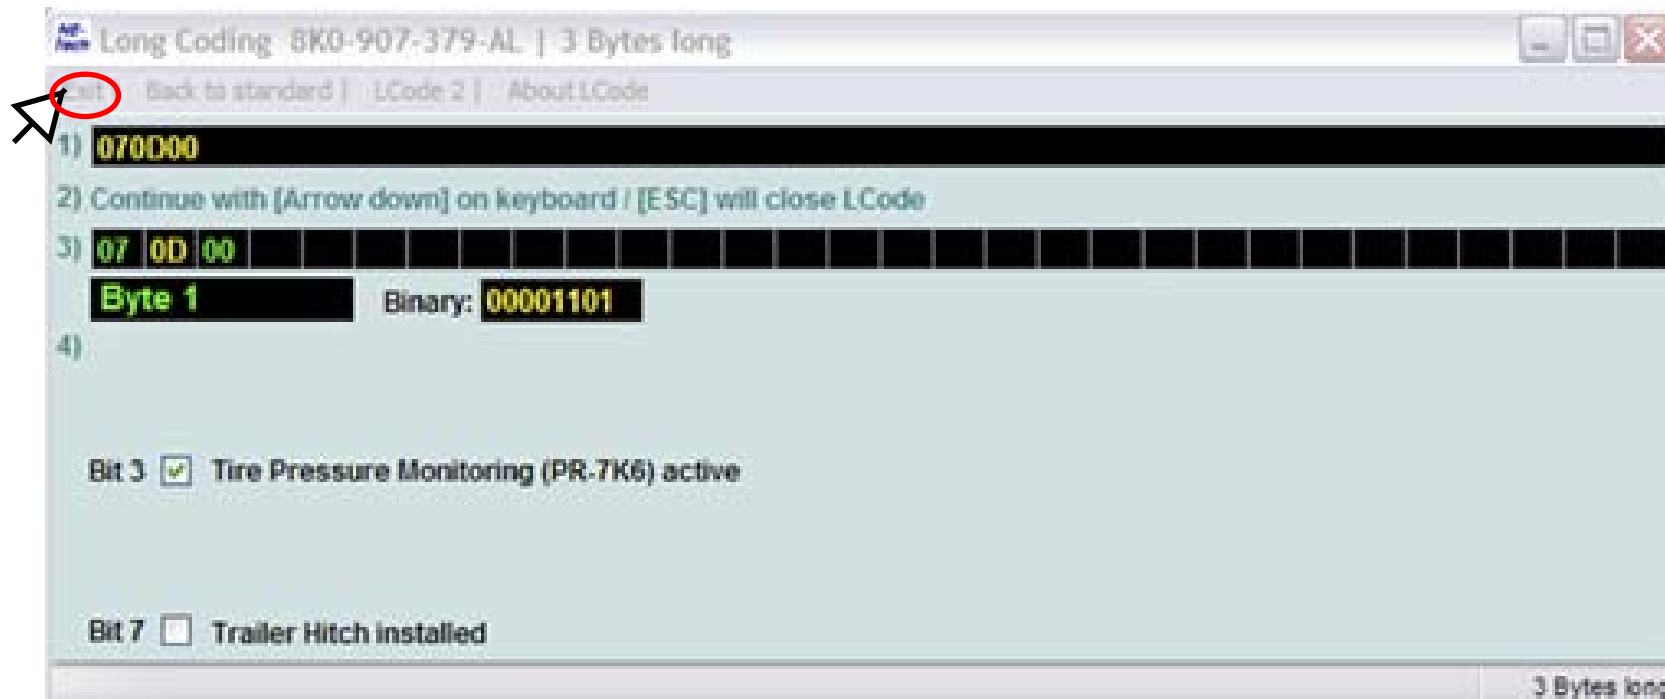 Long Coding 8K0-907-379-AL | 3 Bytes long
Exit Back to standard | LCode 2 | About LCode
1) 070D00
2) Continue with [Arrow down] on keyboard / [ESC] will close LCode
3) 07 0D 00
Byte 1 Binary: 00001101
4)
Bit 3 Tire Pressure Monitoring (PR-7K6) active
Bit 7 Trailer Hitch installed
3 Bytes long